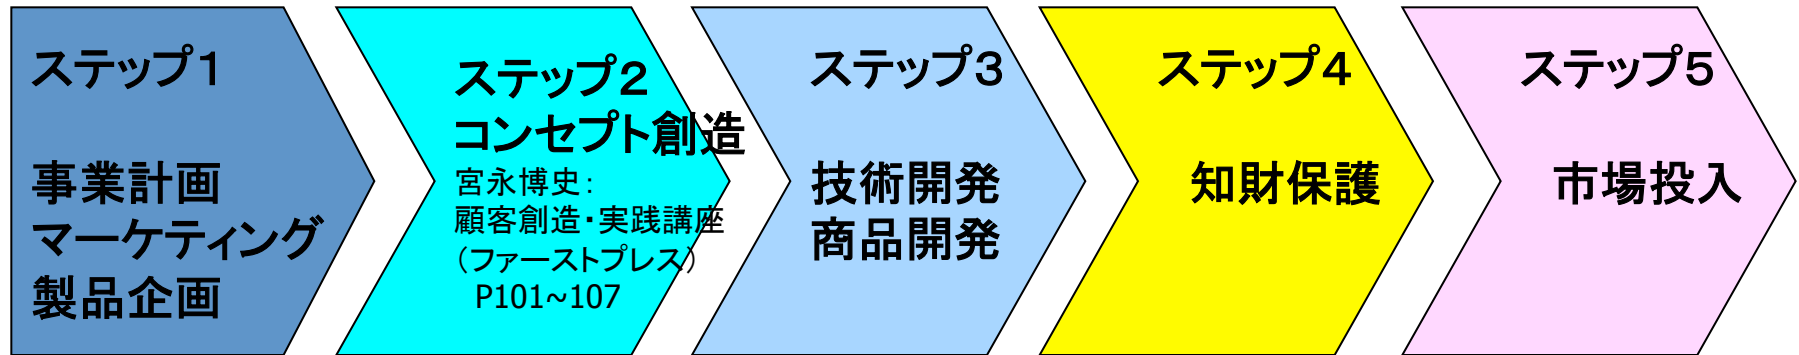 ステップ1
事業計画
マーケティング
製品企画
ステップ2
コンセプト創造
宮永博史:
顧客創造・実践講座
(ファーストプレス)
P101~107
ステップ3
技術開発
商品開発
ステップ4
知財保護
ステップ5
市場投入